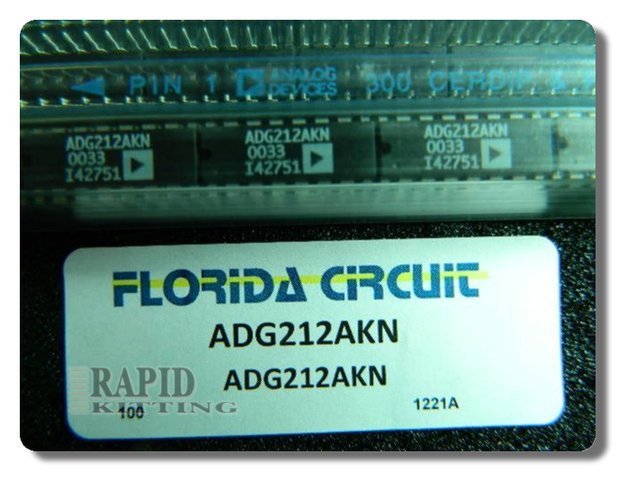 PIN 1 ANALOG DEVICES 300 CERDIP &
ADG212AKN
0033
I42751
ADG212AKN
0033
I42751
ADG212AKN
0033
I42751
FLORIDA CIRCUIT
ADG212AKN
ADG212AKN
RAPID
KITTING
100
1221A